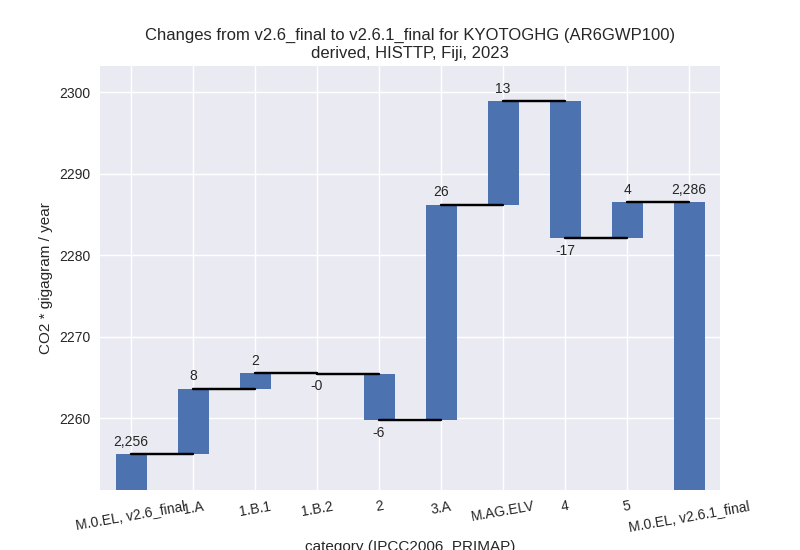 Changes from v2.6_final to v2.6.1_final for KYOTOGHG (AR6GWP100)
derived, HISTTP, Fiji, 2023
CO2 * gigagram / year
2300
2290
2280
2270
2260
2,256
8
2
-0
-6
26
13
-17
4
2,286
M.0.EL, v2.6_final
1.A
1.B.1
1.B.2
2
3.A
M.AG.ELV
4
5
M.0.EL, v2.6.1_final
category (IPCC2006_PRIMAP)